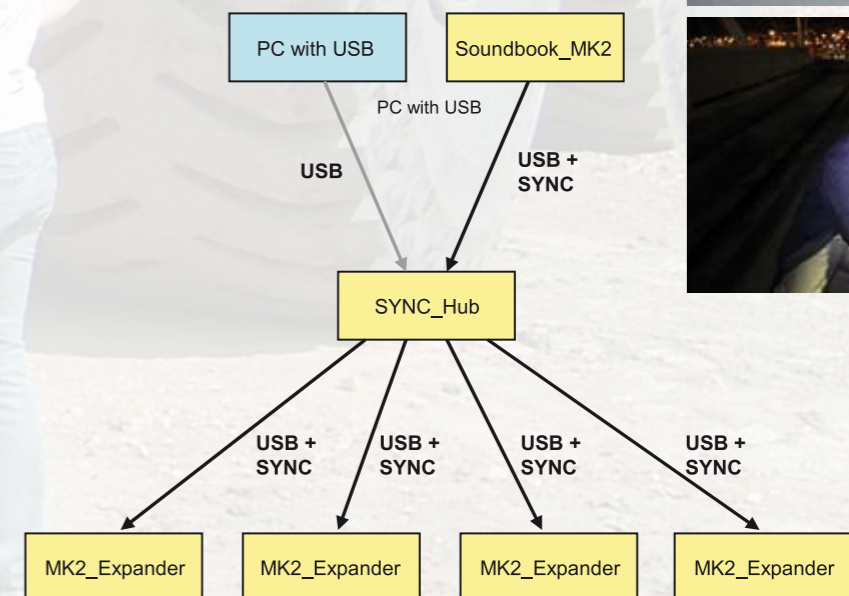 PC with USB
Soundbook_MK2
PC with USB
USB
USB +
SYNC
SYNC_Hub
USB +
SYNC
USB +
SYNC
USB +
SYNC
USB +
SYNC
MK2_Expander
MK2_Expander
MK2_Expander
MK2_Expander